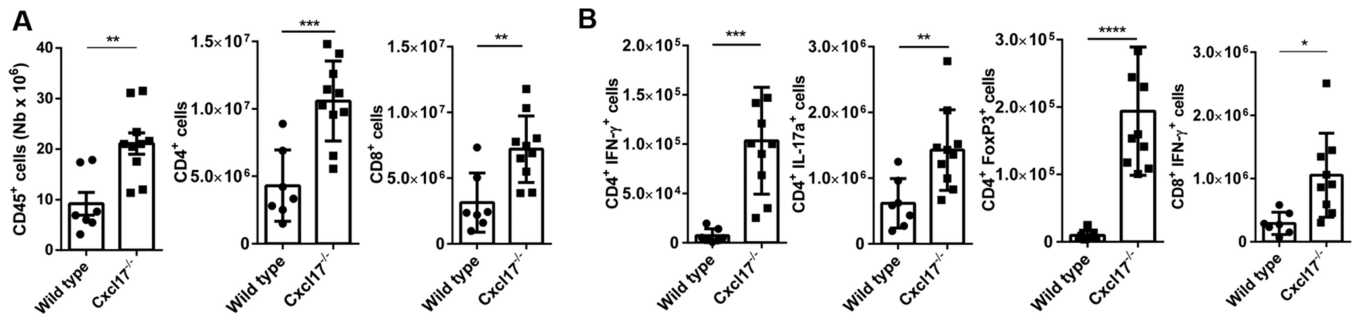 A
CD45⁺ cells (Nb x 10⁶)
40
30
20
10
0
**
Wild type
Cxcl17⁻/⁻
CD4⁺ cells
1.5×10⁷
1.0×10⁷
5.0×10⁶
0
***
Wild type
Cxcl17⁻/⁻
CD8⁺ cells
1.5×10⁷
1.0×10⁷
5.0×10⁶
0
**
Wild type
Cxcl17⁻/⁻
B
CD4⁺ IFN-γ⁺ cells
2.0×10⁵
1.5×10⁵
1.0×10⁵
5.0×10⁴
0
***
Wild type
Cxcl17⁻/⁻
CD4⁺ IL-17a⁺ cells
3.0×10⁶
2.0×10⁶
1.0×10⁶
0
**
Wild type
Cxcl17⁻/⁻
CD4⁺ FoxP3⁺ cells
3.0×10⁵
2.0×10⁵
1.0×10⁵
0
****
Wild type
Cxcl17⁻/⁻
CD8⁺ IFN-γ⁺ cells
3.0×10⁶
2.0×10⁶
1.0×10⁶
0
*
Wild type
Cxcl17⁻/⁻